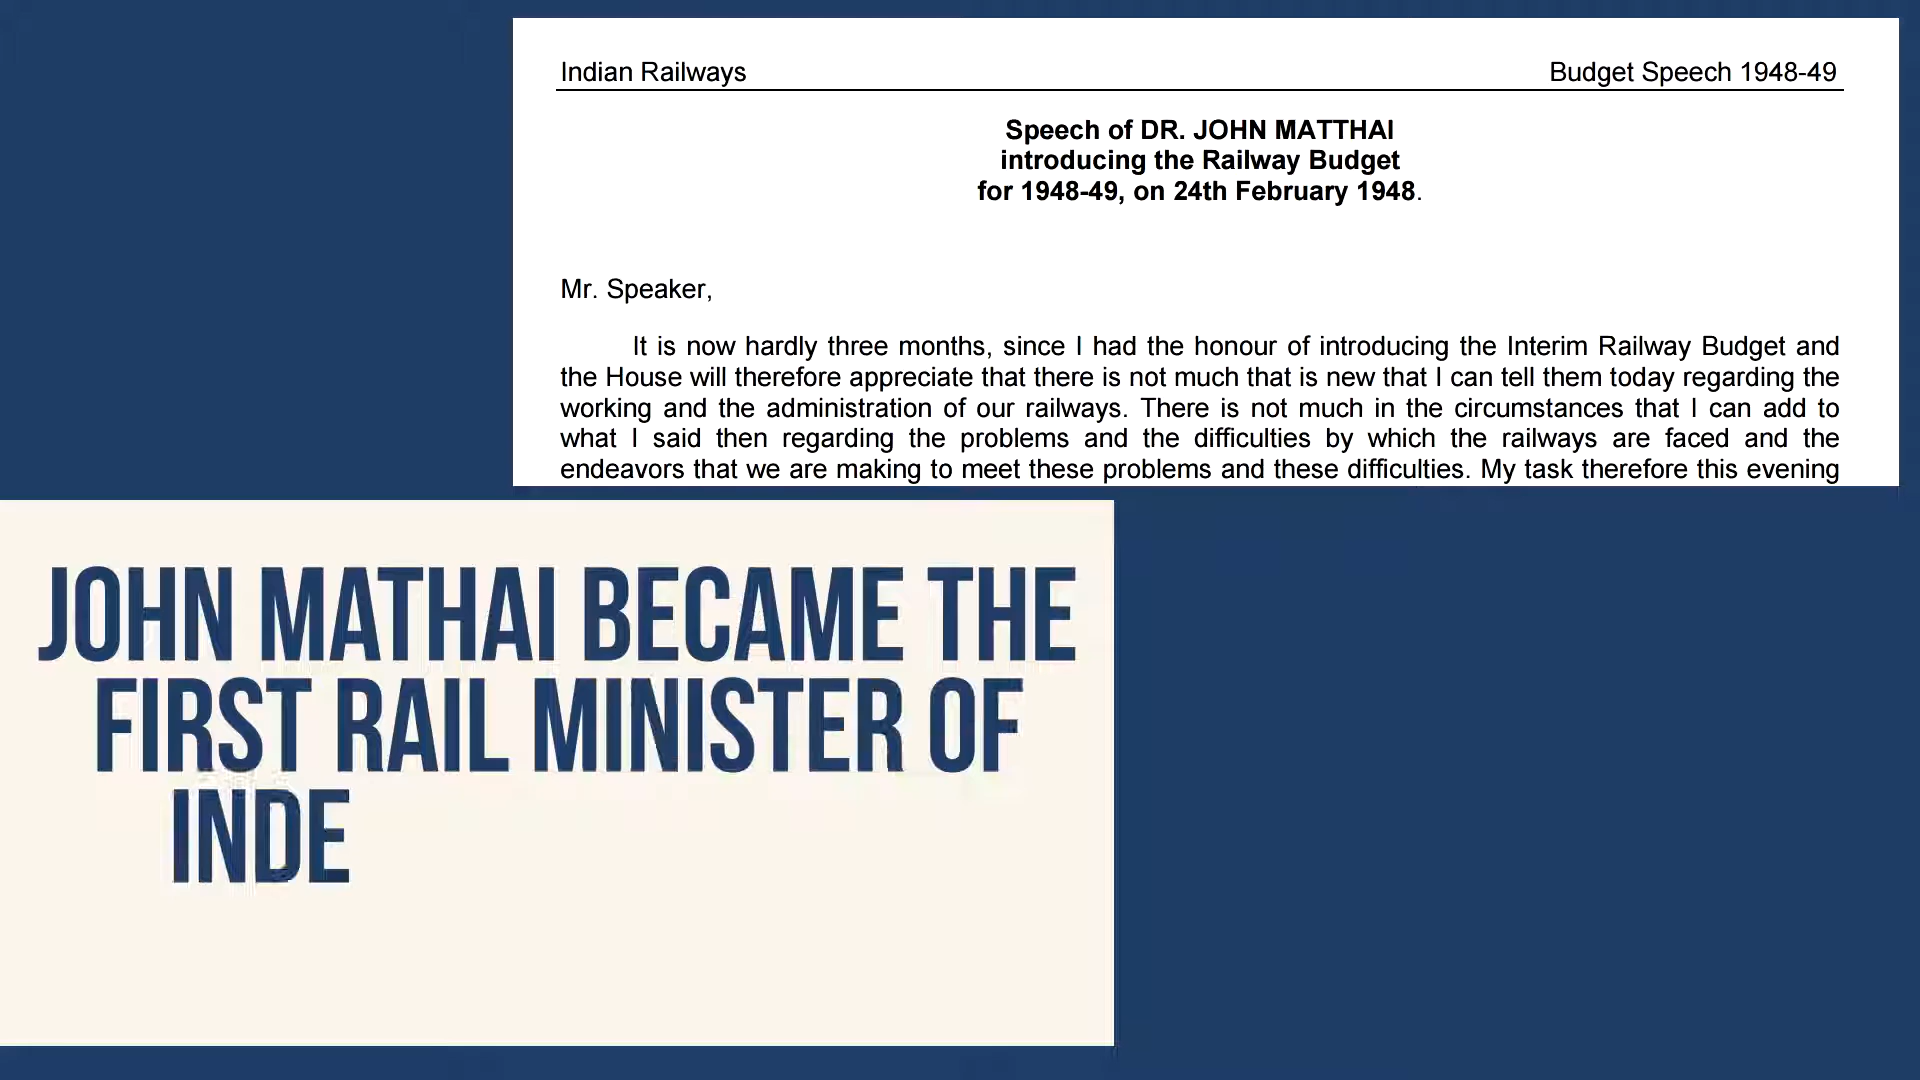 Indian Railways Budget Speech 1948-49
Speech of DR. JOHN MATTHAI
introducing the Railway Budget
for 1948-49, on 24th February 1948.
Mr. Speaker,
It is now hardly three months, since I had the honour of introducing the Interim Railway Budget and
the House will therefore appreciate that there is not much that is new that I can tell them today regarding the
working and the administration of our railways. There is not much in the circumstances that I can add to
what I said then regarding the problems and the difficulties by which the railways are faced and the
endeavors that we are making to meet these problems and these difficulties. My task therefore this evening
JOHN MATHAI BECAME THE
FIRST RAIL MINISTER OF
INDE